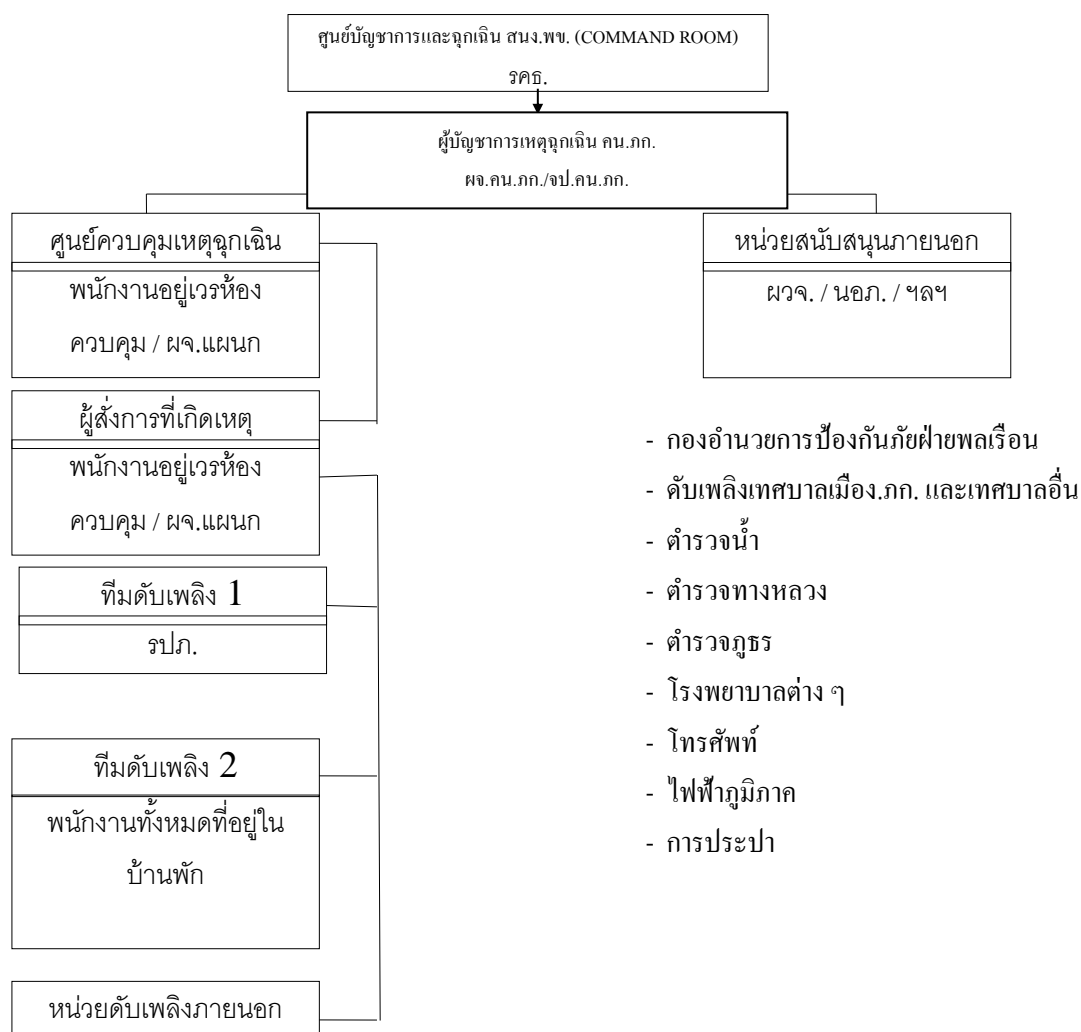 ศูนย์บัญชาการและฉุกเฉิน สนง.พข. (COMMAND ROOM)
รคธ.
ผู้บัญชาการเหตุฉุกเฉิน คน.ภก.
ผจ.คน.ภก./จป.คน.ภก.
ศูนย์ควบคุมเหตุฉุกเฉิน
พนักงานอยู่เวรห้อง
ควบคุม / ผจ.แผนก
ผู้สั่งการที่เกิดเหตุ
พนักงานอยู่เวรห้อง
ควบคุม / ผจ.แผนก
ทีมดับเพลิง 1
รปภ.
ทีมดับเพลิง 2
พนักงานทั้งหมดที่อยู่ใน
บ้านพัก
หน่วยดับเพลิงภายนอก
หน่วยสนับสนุนภายนอก
ผวจ. / นอภ. / ฯลฯ
- กองอำนวยการป้องกันภัยฝ่ายพลเรือน
- ดับเพลิงเทศบาลเมือง.ภก. และเทศบาลอื่น
- ตำรวจน้ำ
- ตำรวจทางหลวง
- ตำรวจภูธร
- โรงพยาบาลต่าง ๆ
- โทรศัพท์
- ไฟฟ้าภูมิภาค
- การประปา